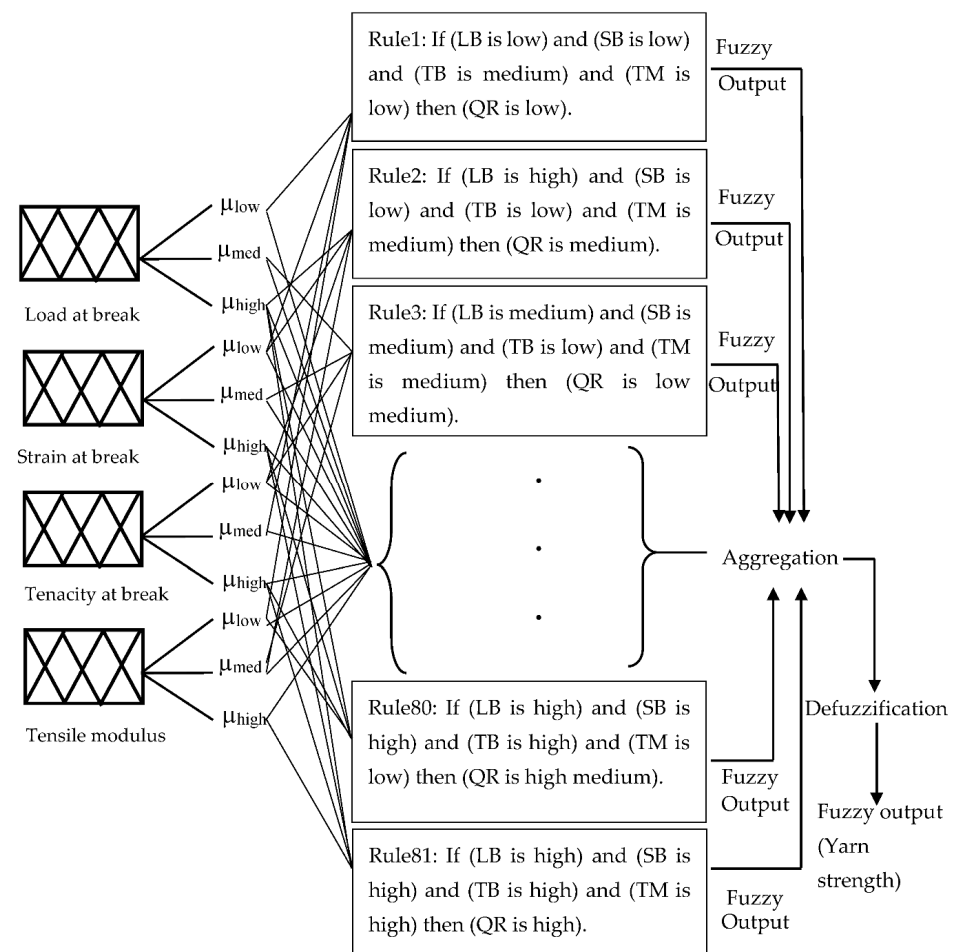 Rule1: If (LB is low) and (SB is low)
and (TB is medium) and (TM is
low) then (QR is low).
Fuzzy
Output
Rule2: If (LB is high) and (SB is
low) and (TB is low) and (TM is
medium) then (QR is medium).
Fuzzy
Output
Rule3: If (LB is medium) and (SB is
medium) and (TB is low) and (TM
is medium) then (QR is low
medium).
Fuzzy
Output
μlow
μmed
μhigh
Load at break
μlow
μmed
μhigh
Strain at break
μlow
μmed
μhigh
Tenacity at break
μlow
μmed
μhigh
Tensile modulus
Aggregation
Defuzzification
Fuzzy output
(Yarn
strength)
Rule80: If (LB is high) and (SB is
high) and (TB is high) and (TM is
low) then (QR is high medium).
Fuzzy
Output
Rule81: If (LB is high) and (SB is
high) and (TB is high) and (TM is
high) then (QR is high).
Fuzzy
Output